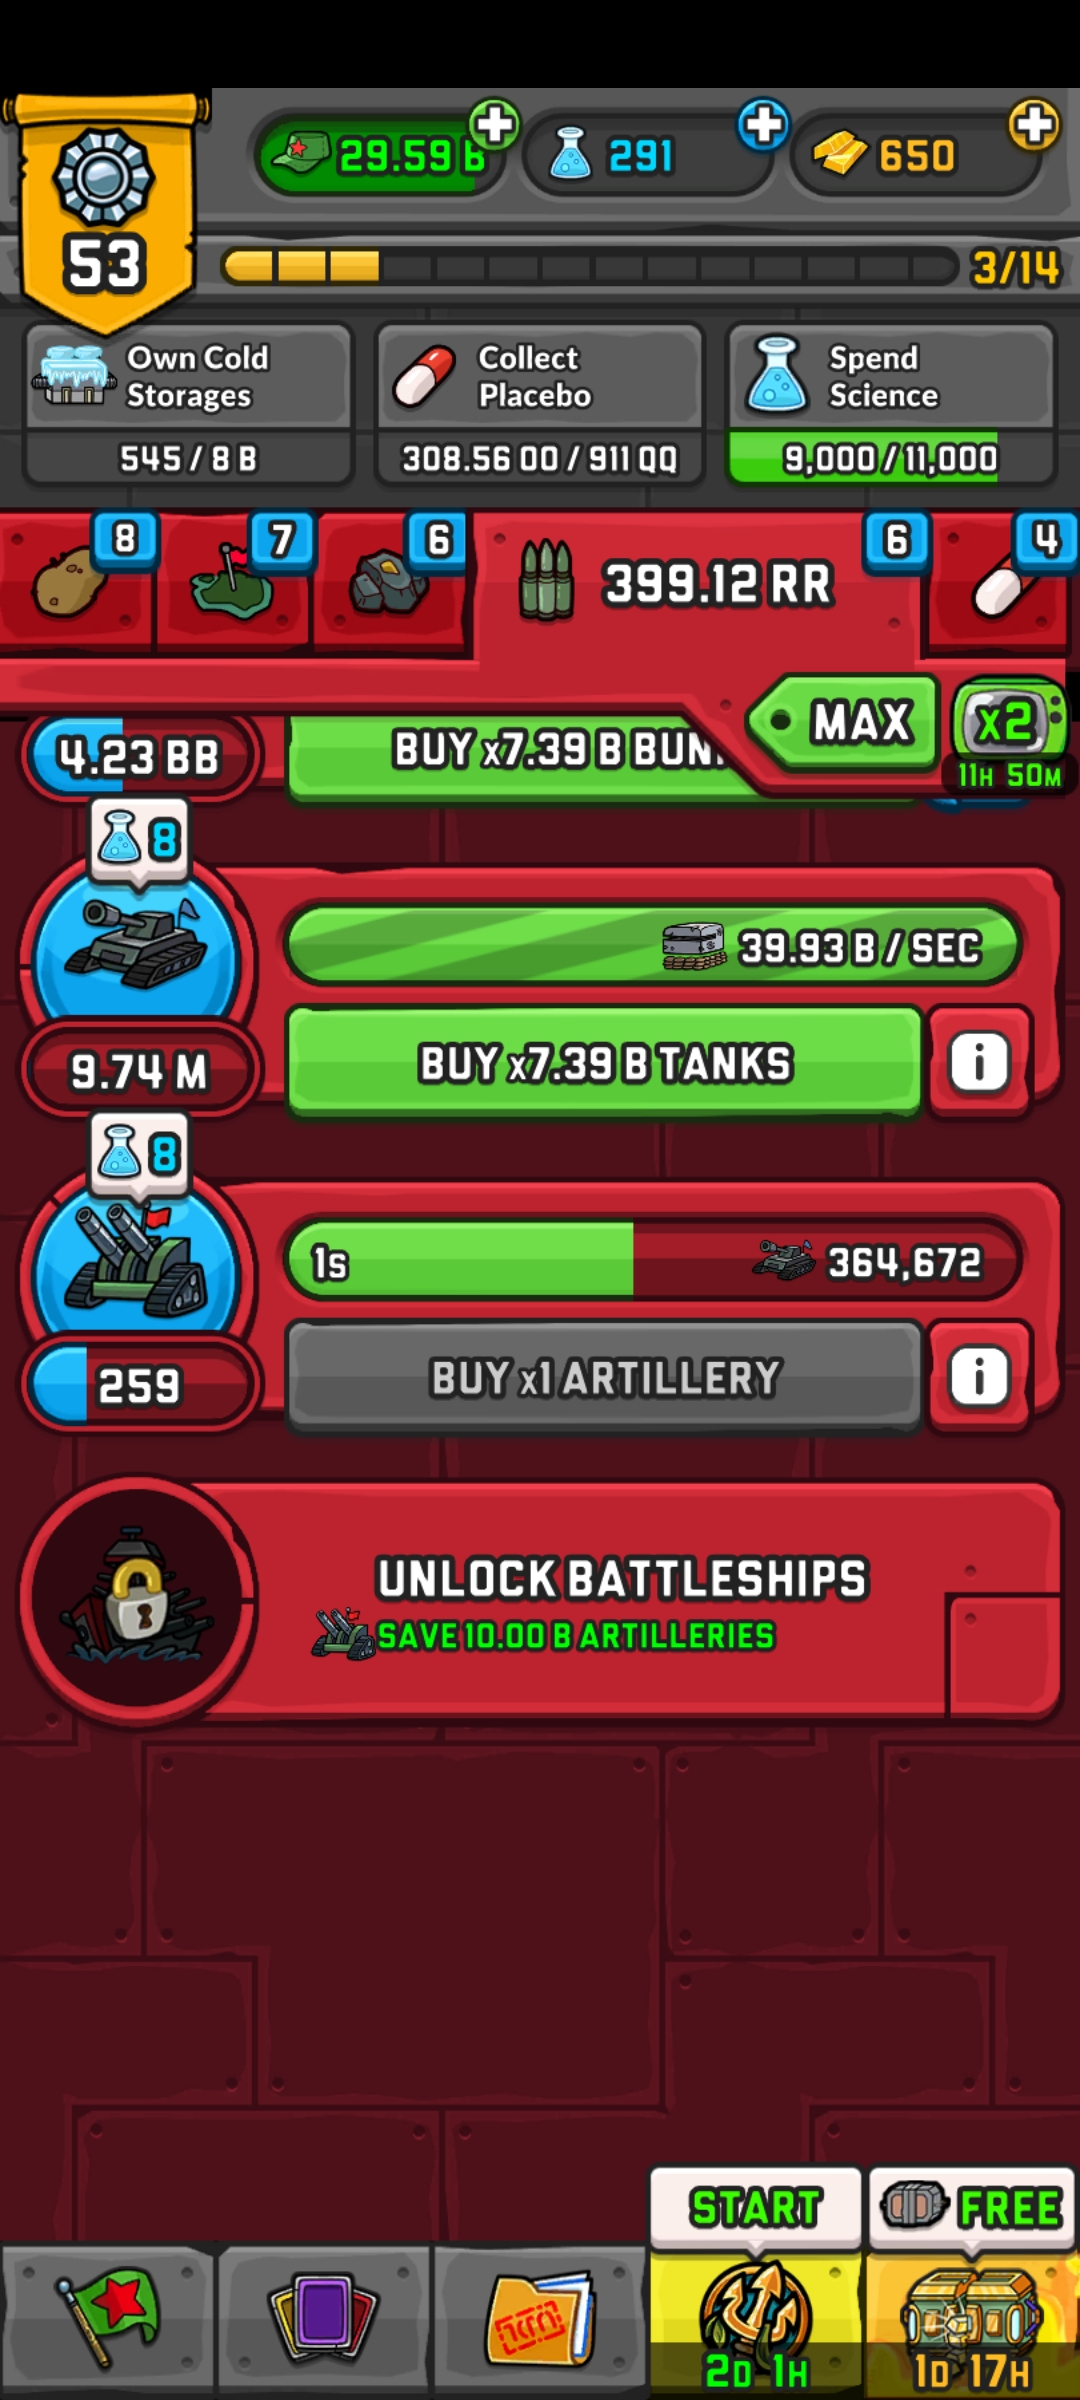 29.59 B
291
650
53
3/14
Own Cold
Storages
545 / 8 B
Collect
Placebo
308.56 OO / 911 QQ
Spend
Science
9,000 / 11,000
8
7
6
399.12 RR
6
4
MAX
x2
11H 50M
4.23 BB
BUY x7.39 B BUN
8
39.93 B / SEC
9.74 M
BUY x7.39 B TANKS
i
8
1s
364,672
259
BUY x1 ARTILLERY
i
UNLOCK BATTLESHIPS
SAVE 10.00 B ARTILLERIES
START
FREE
2D 1H
1D 17H